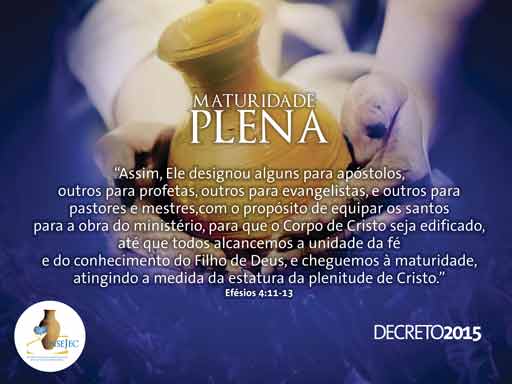 MATURIDADE
PLENA
“Assim, Ele designou alguns para apóstolos,
outros para profetas, outros para evangelistas, e outros para
pastores e mestres,com o propósito de equipar os santos
para a obra do ministério, para que o Corpo de Cristo seja edificado,
até que todos alcancemos a unidade da fé
e do conhecimento do Filho de Deus, e cheguemos à maturidade,
atingindo a medida da estatura da plenitude de Cristo.”
Efésios 4:11-13
DECRETO2015